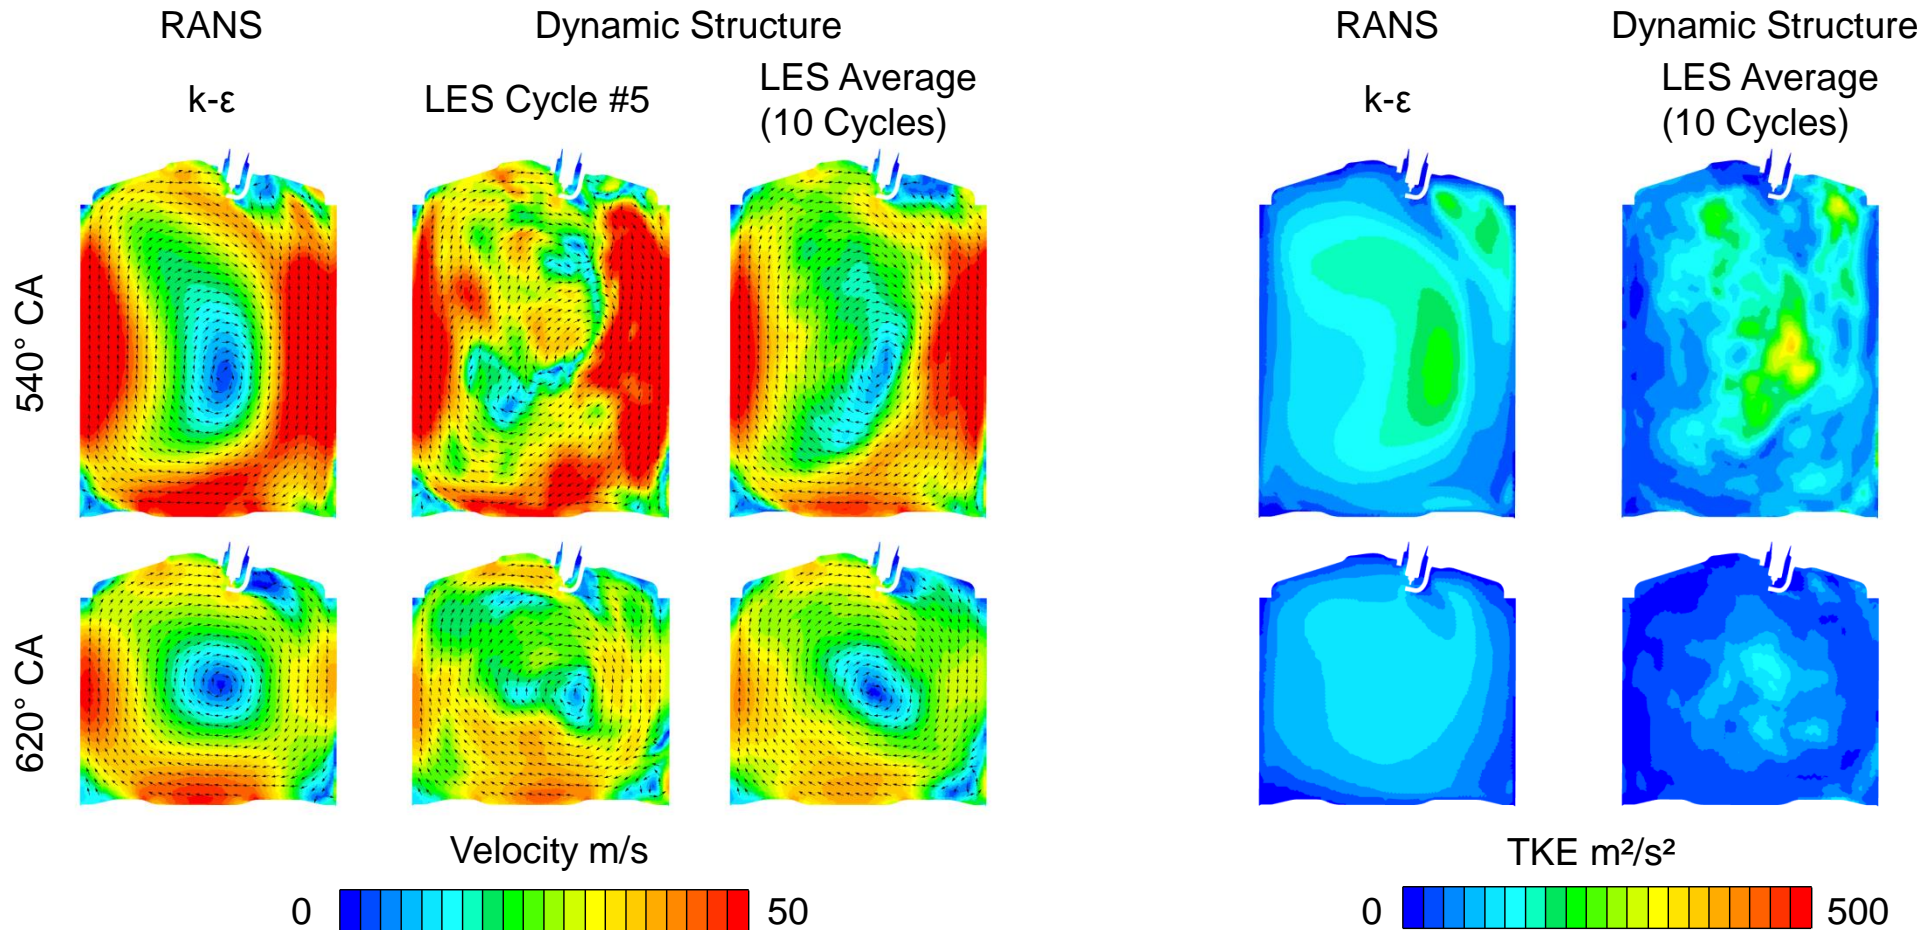 RANS
Dynamic Structure
RANS
Dynamic Structure
k-ε
LES Cycle #5
LES Average
(10 Cycles)
k-ε
LES Average
(10 Cycles)
540° CA
620° CA
Velocity m/s
0
50
TKE m²/s²
0
500